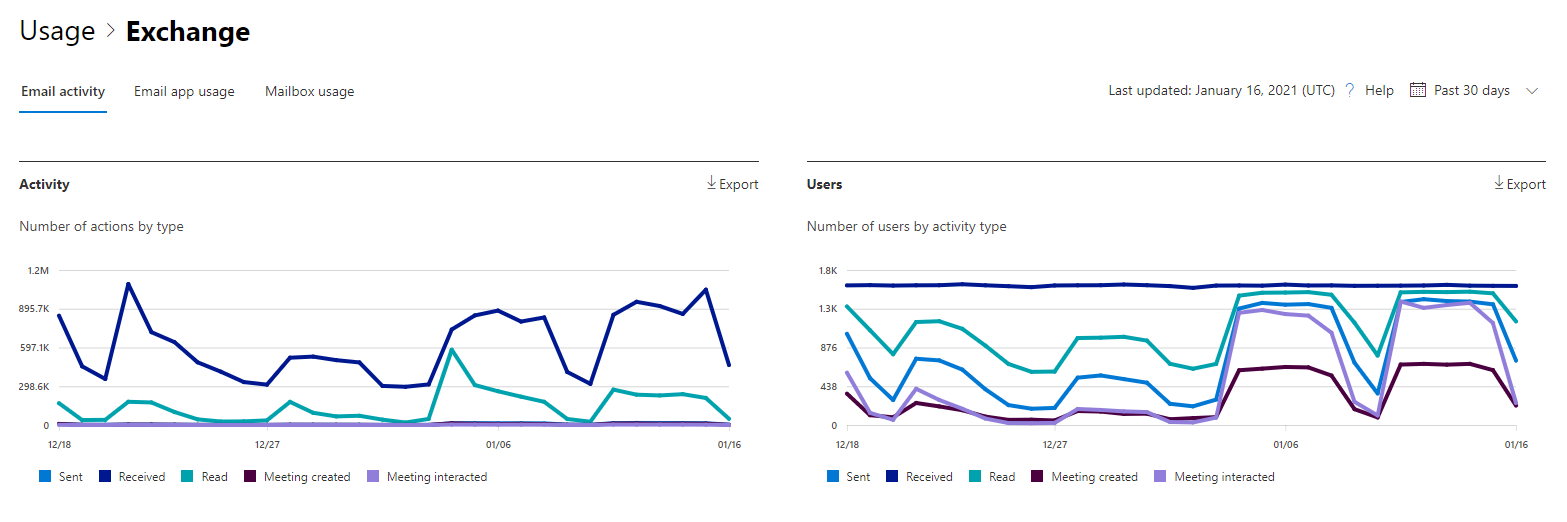 Usage > Exchange
Email activity Email app usage Mailbox usage
Last updated: January 16, 2021 (UTC) ? Help Past 30 days
Activity
Export
Number of actions by type
1.2M
895.7K
597.1K
298.6K
0
12/18 12/27 01/06 01/16
Sent Received Read Meeting created Meeting interacted
Users
Export
Number of users by activity type
1.8K
1.3K
876
438
0
12/18 12/27 01/06 01/16
Sent Received Read Meeting created Meeting interacted